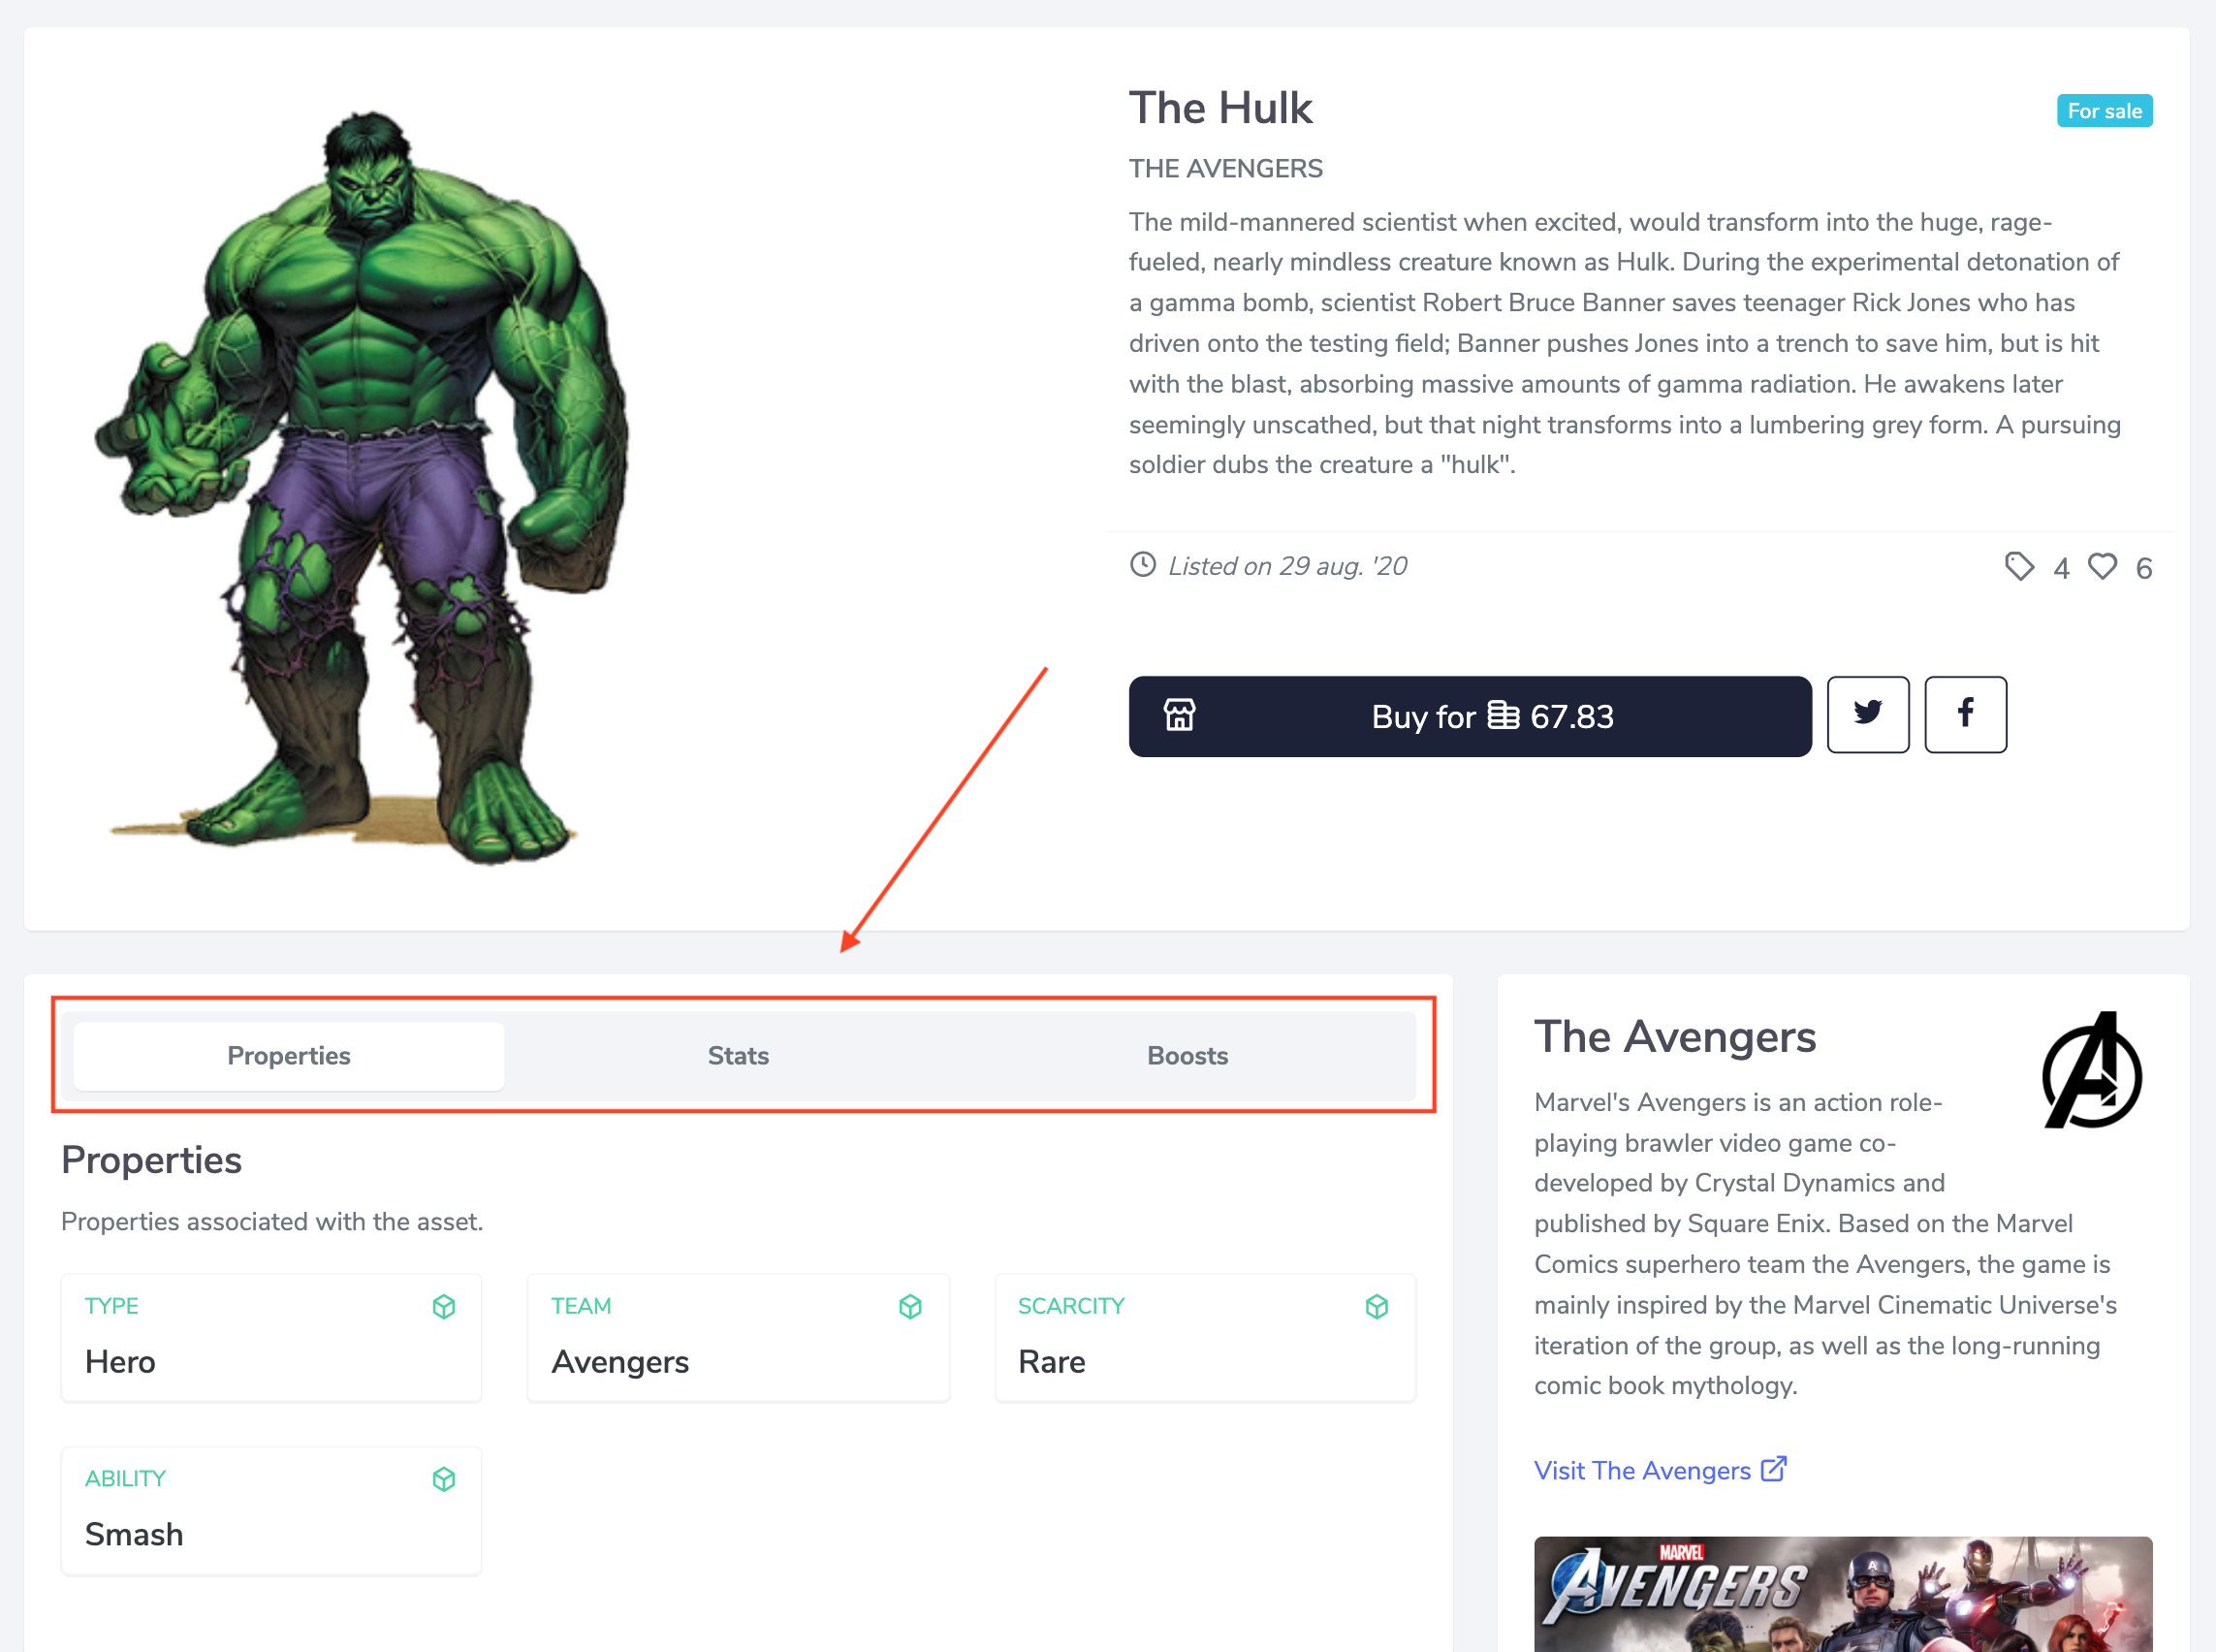 The Hulk
For sale
THE AVENGERS
The mild-mannered scientist when excited, would transform into the huge, rage-
fueled, nearly mindless creature known as Hulk. During the experimental detonation of
a gamma bomb, scientist Robert Bruce Banner saves teenager Rick Jones who has
driven onto the testing field; Banner pushes Jones into a trench to save him, but is hit
with the blast, absorbing massive amounts of gamma radiation. He awakens later
seemingly unscathed, but that night transforms into a lumbering grey form. A pursuing
soldier dubs the creature a "hulk".
Listed on 29 aug. '20
4 6
Buy for 67.83
Properties Stats Boosts
Properties
Properties associated with the asset.
TYPE
Hero
TEAM
Avengers
SCARCITY
Rare
ABILITY
Smash
The Avengers
Marvel's Avengers is an action role-
playing brawler video game co-
developed by Crystal Dynamics and
published by Square Enix. Based on the Marvel
Comics superhero team the Avengers, the game is
mainly inspired by the Marvel Cinematic Universe's
iteration of the group, as well as the long-running
comic book mythology.
Visit The Avengers
MARVEL
AVENGERS